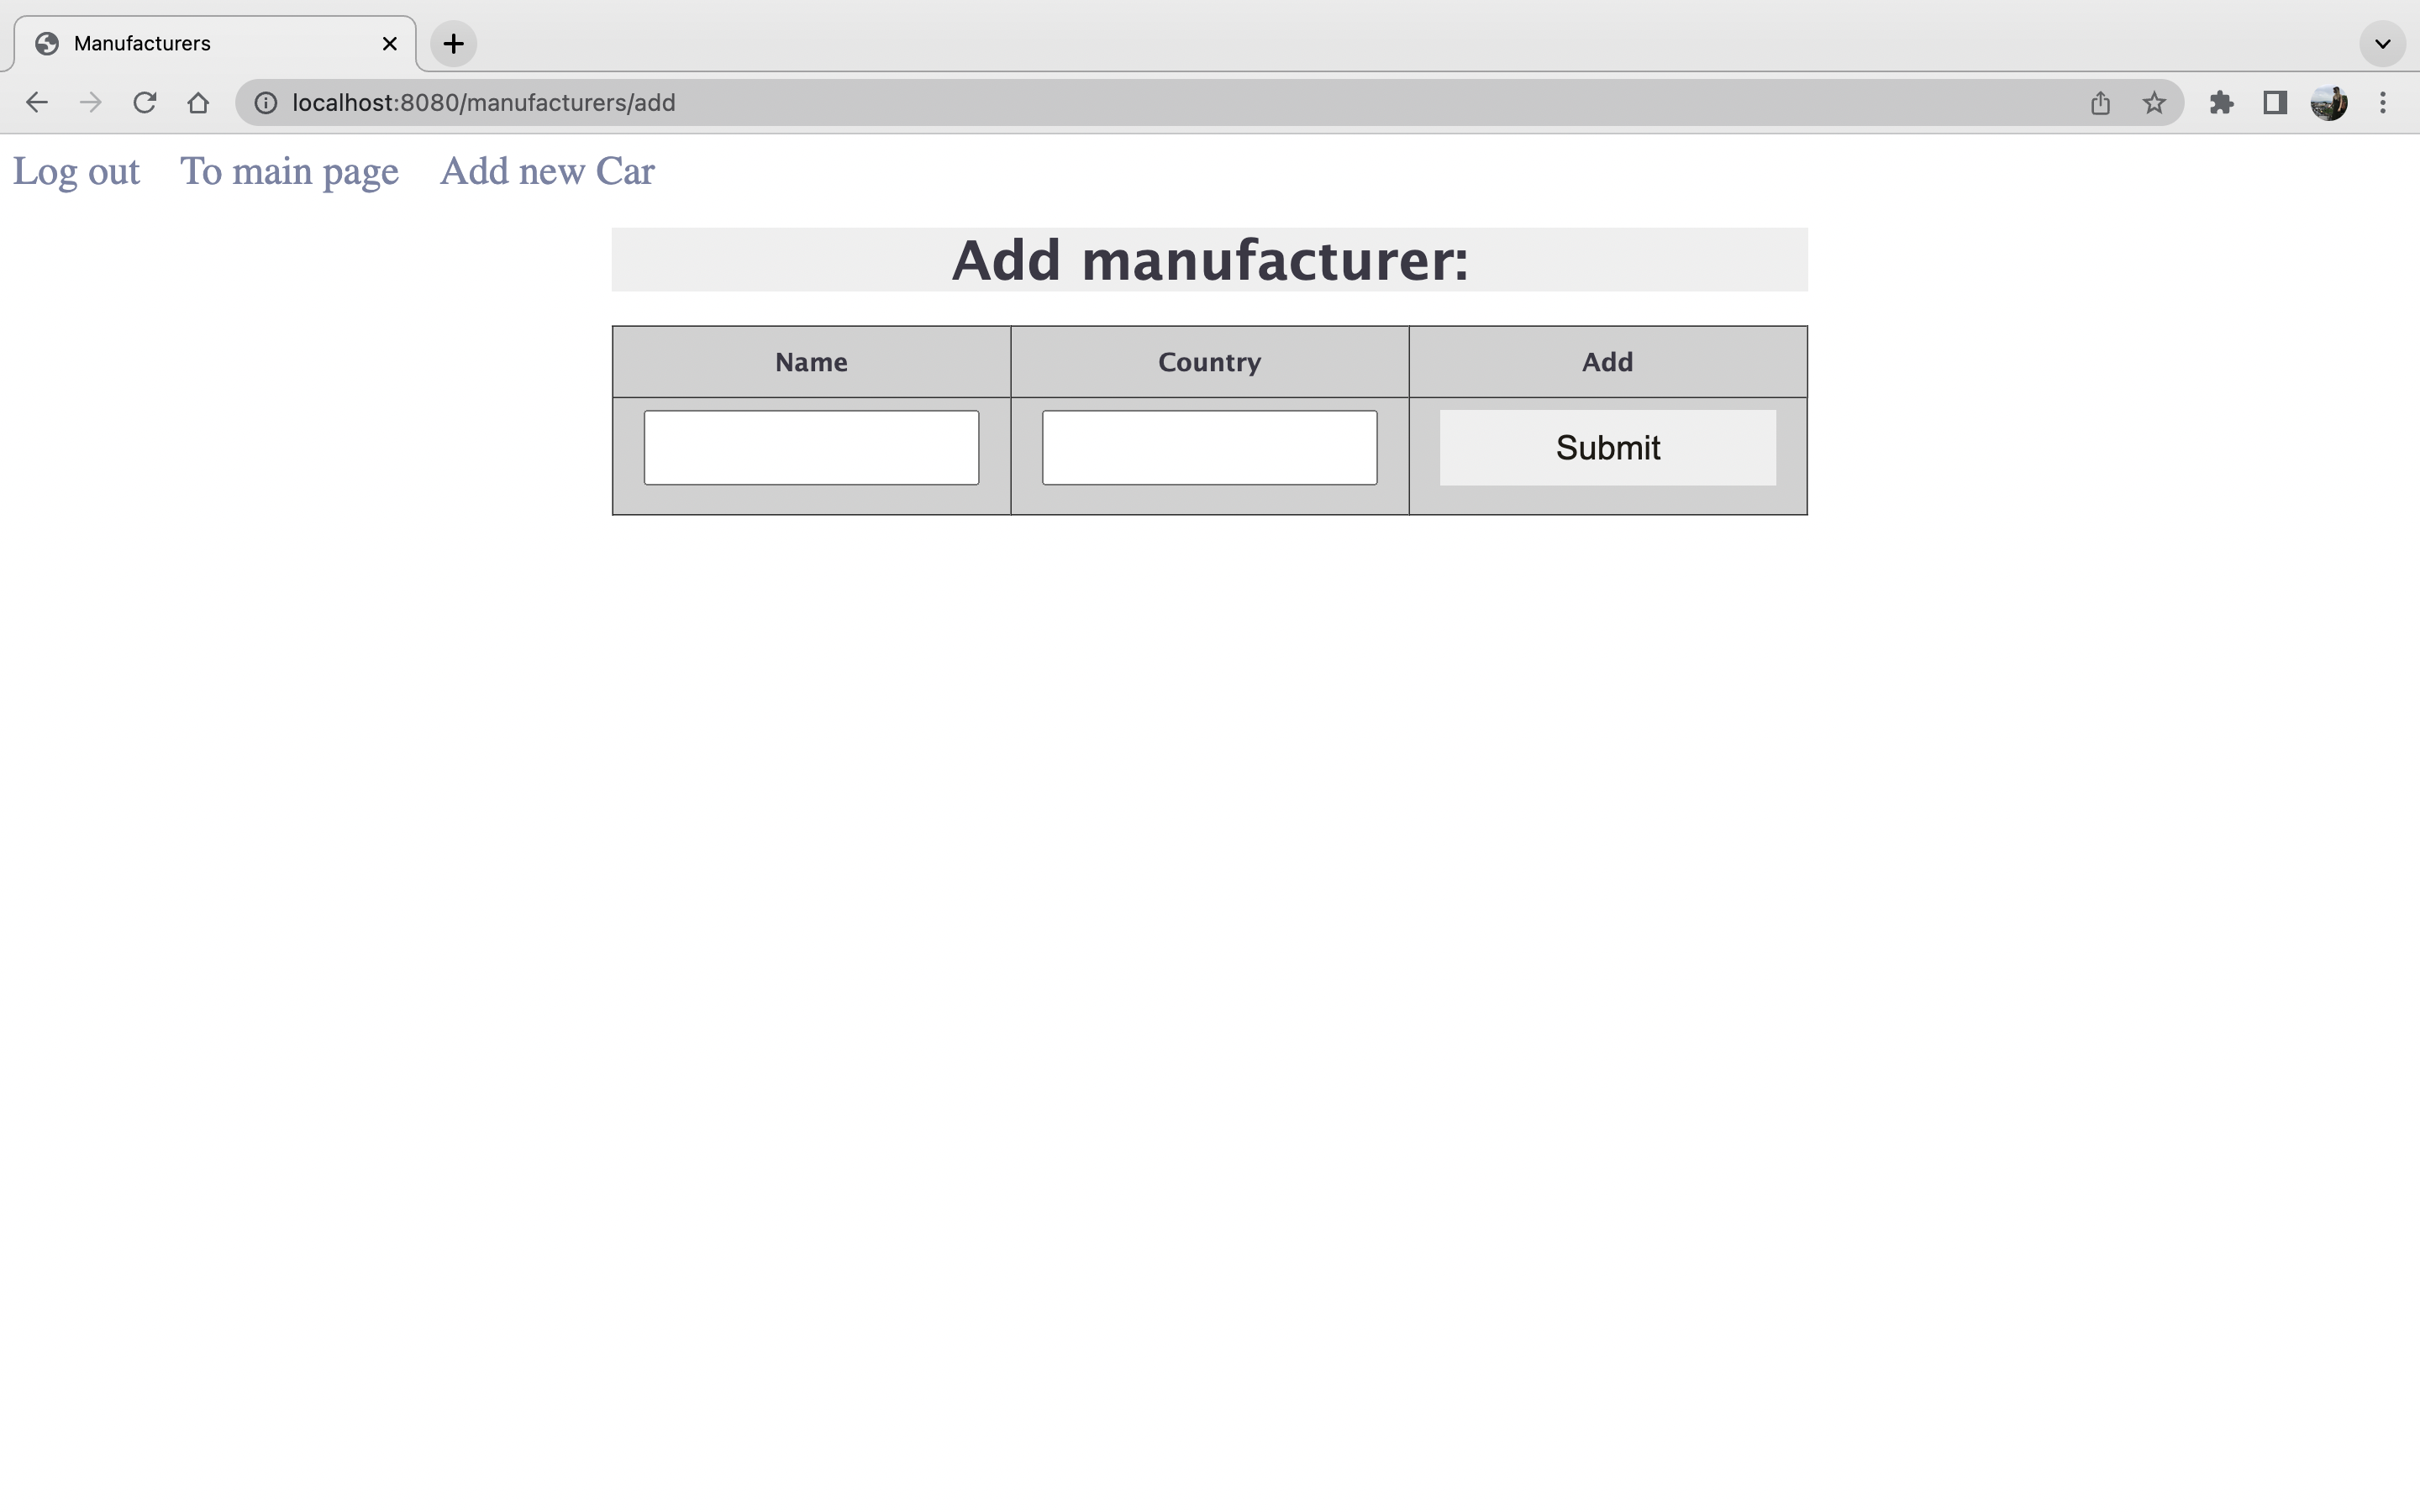 Manufacturers
localhost:8080/manufacturers/add
Log out To main page Add new Car
Add manufacturer:
Name Country Add
Submit